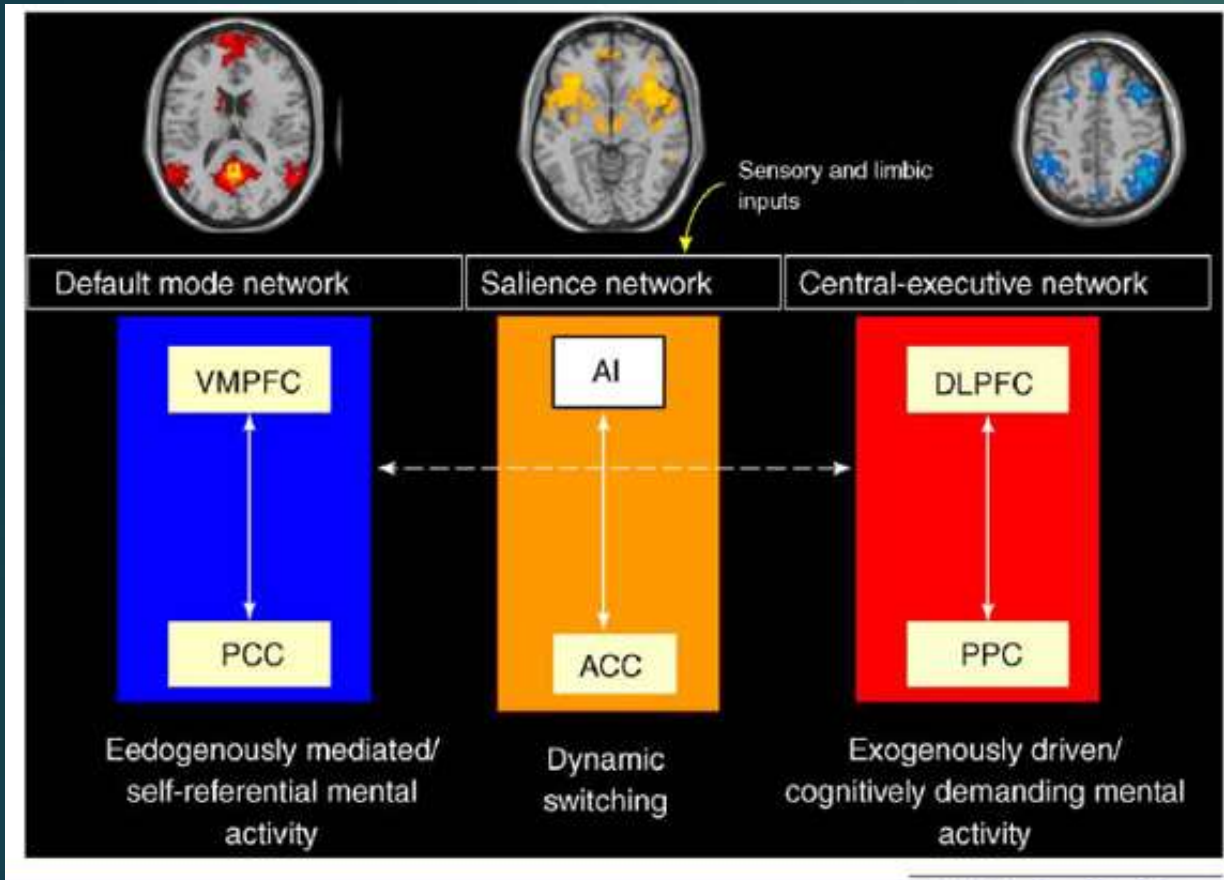 Sensory and limbic
inputs
Default mode network
Salience network
Central-executive network
VMPFC
AI
DLPFC
PCC
ACC
PPC
Eedogenously mediated/
self-referential mental
activity
Dynamic
switching
Exogenously driven/
cognitively demanding mental
activity